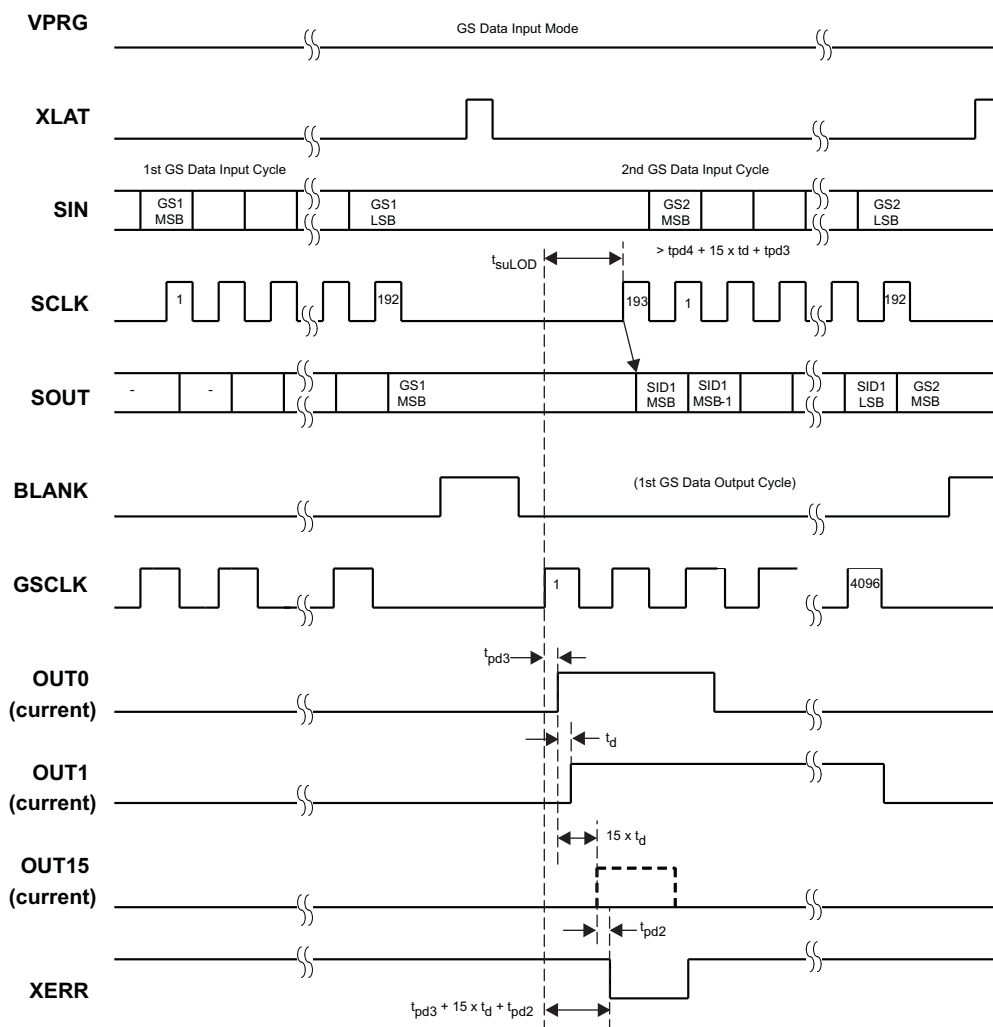 VPRG
GS Data Input Mode
XLAT
1st GS Data Input Cycle
2nd GS Data Input Cycle
SIN
GS1
MSB
GS1
LSB
GS2
MSB
GS2
LSB
tsuLOD
> tpd4 + 15 x td + tpd3
SCLK
1
192
193
1
192
SOUT
-
-
GS1
MSB
SID1
MSB
SID1
MSB-1
SID1
LSB
GS2
MSB
BLANK
(1st GS Data Output Cycle)
GSCLK
1
4096
tpd3
OUT0
(current)
td
OUT1
(current)
15 x td
OUT15
(current)
tpd2
XERR
tpd3 + 15 x td + tpd2